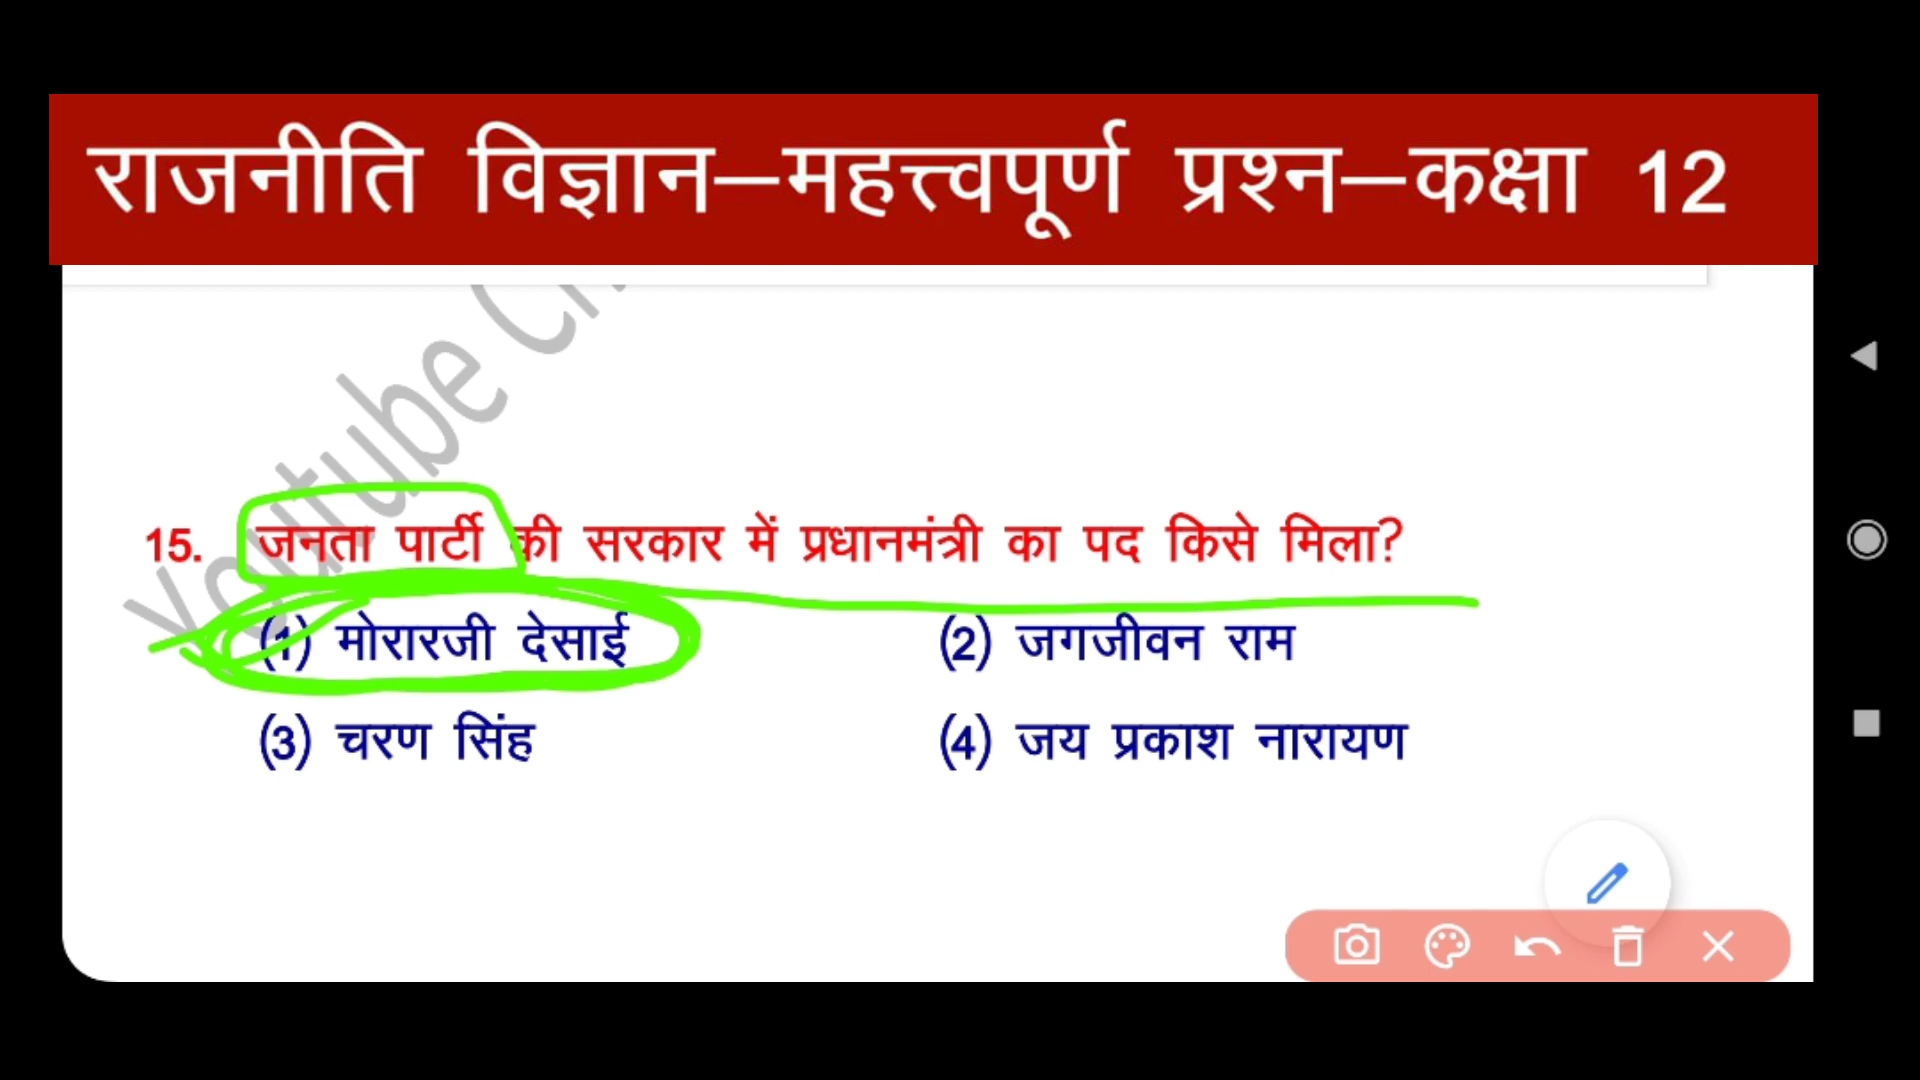 राजनीति विज्ञान—महत्त्वपूर्ण प्रश्न—कक्षा 12
Youtube
15. जनता पार्टी की सरकार में प्रधानमंत्री का पद किसे मिला?
(1) मोरारजी देसाई (2) जगजीवन राम
(3) चरण सिंह (4) जय प्रकाश नारायण